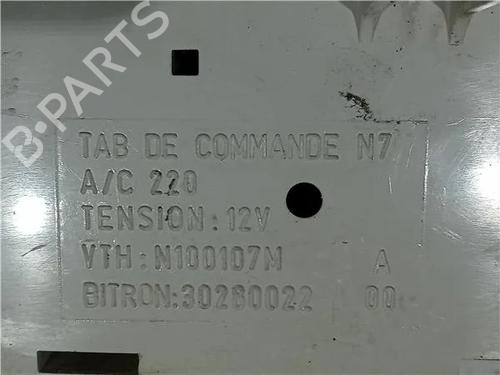 B-PARTS
TAB DE COMMANDE N7
A/C 220
TENSION:12V
VTH:N100107M A
BITRON:30280022 00